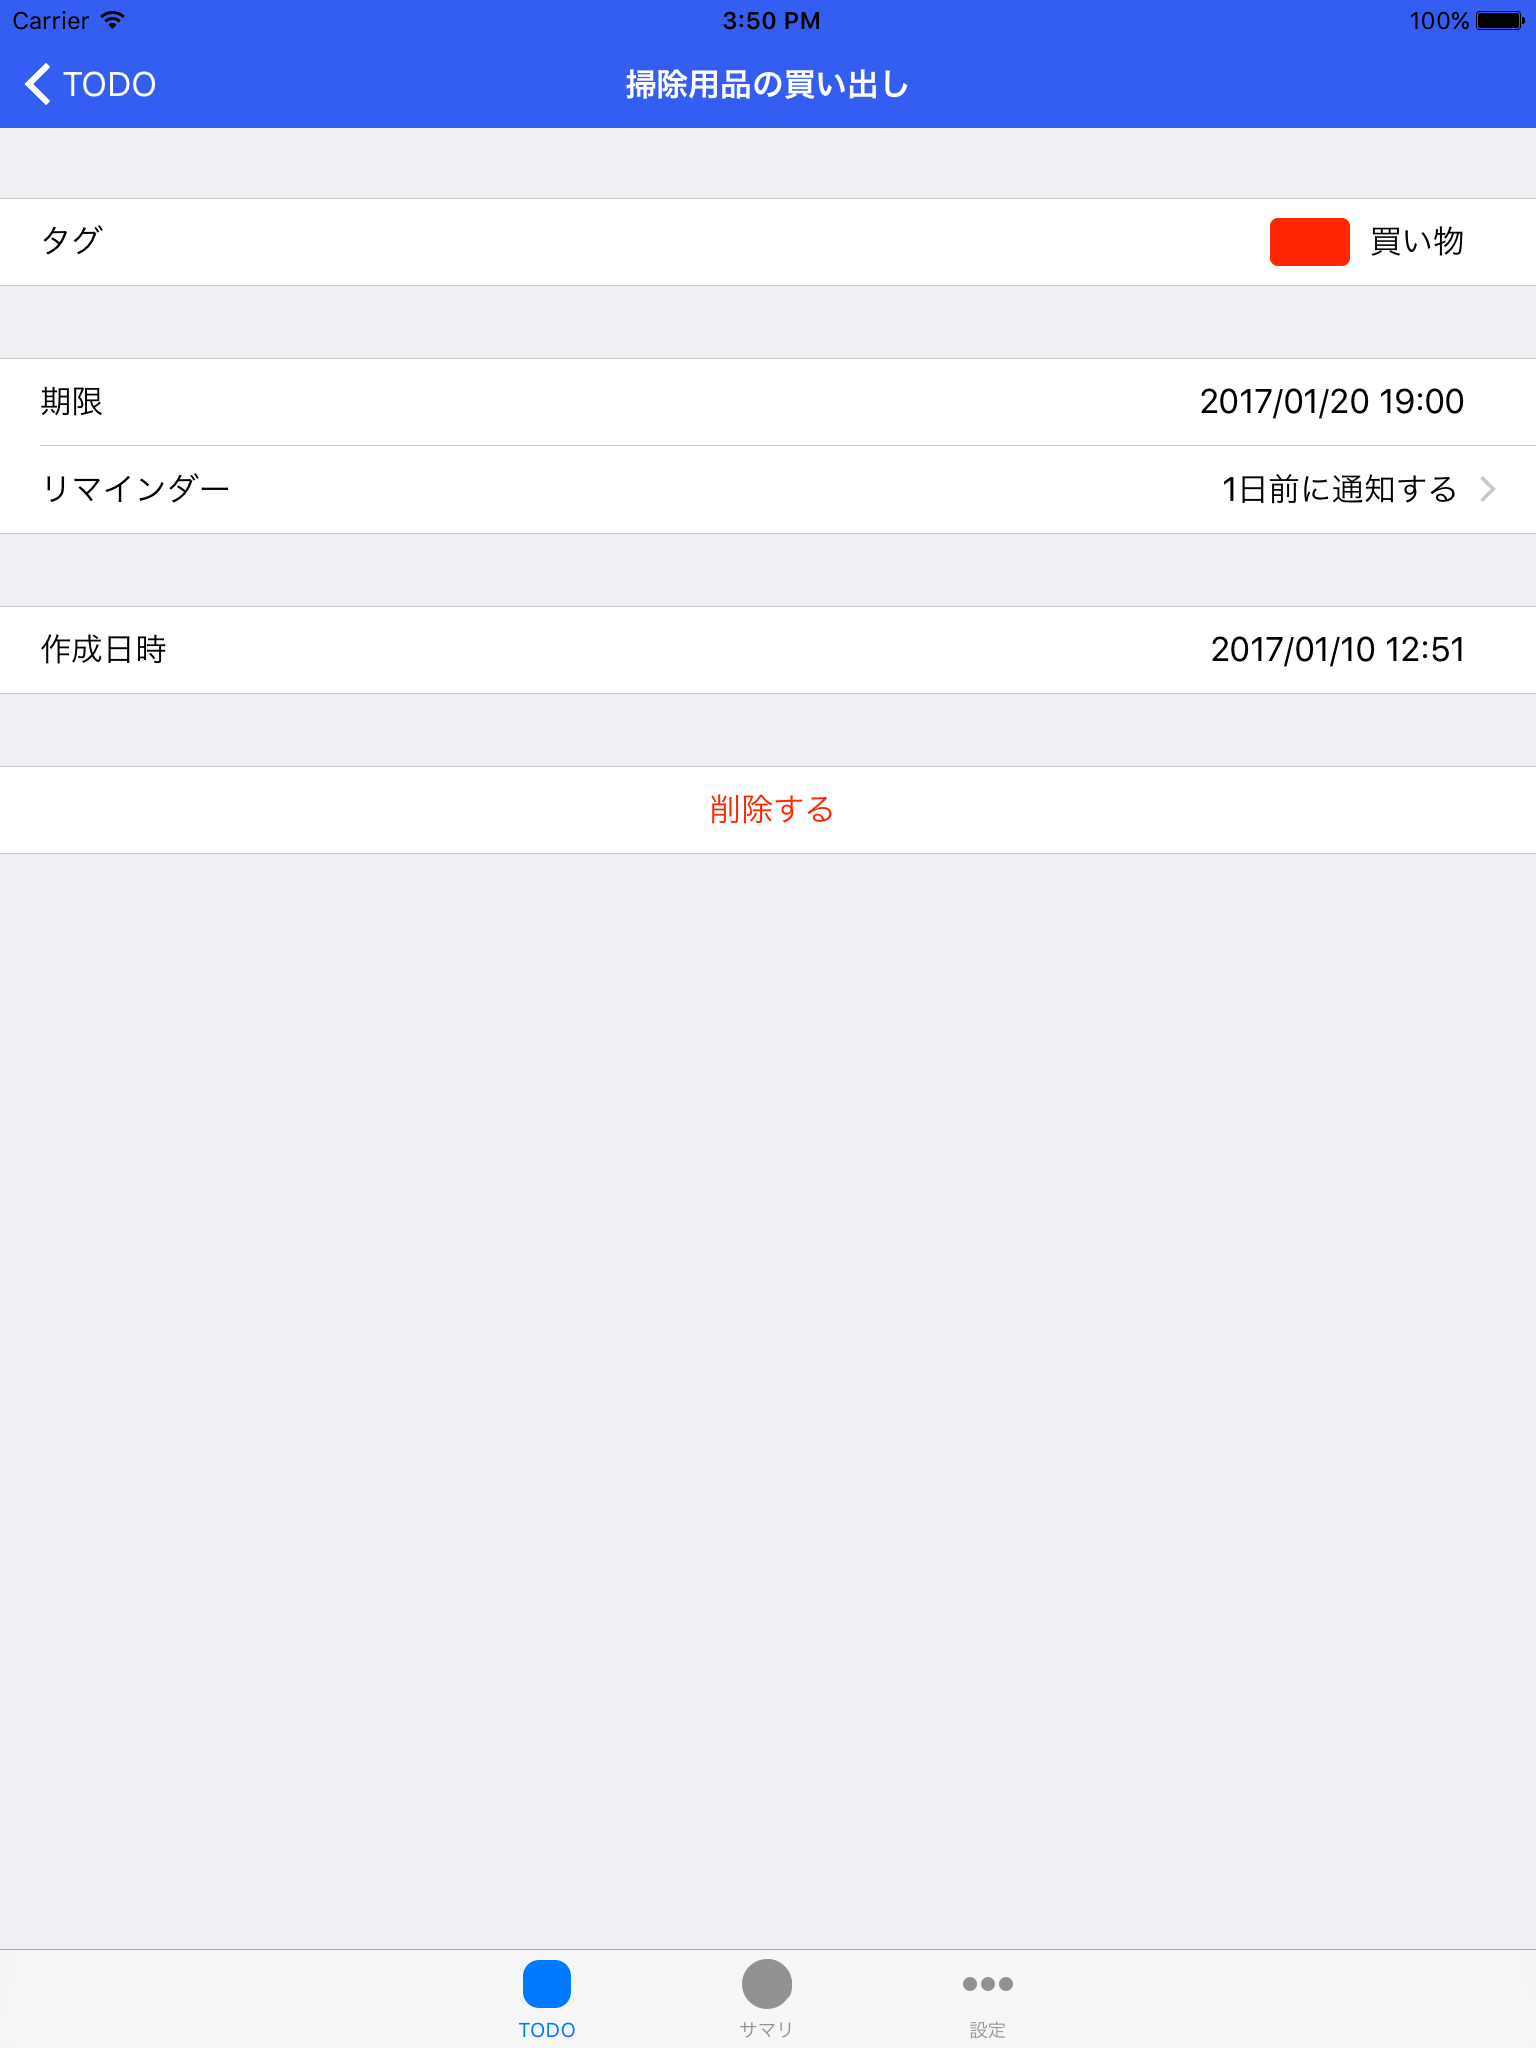 Carrier 3:50 PM 100%
TODO 掃除用品の買い出し
タグ 買い物
期限 2017/01/20 19:00
リマインダー 1日前に通知する
作成日時 2017/01/10 12:51
削除する
TODO サマリ 設定